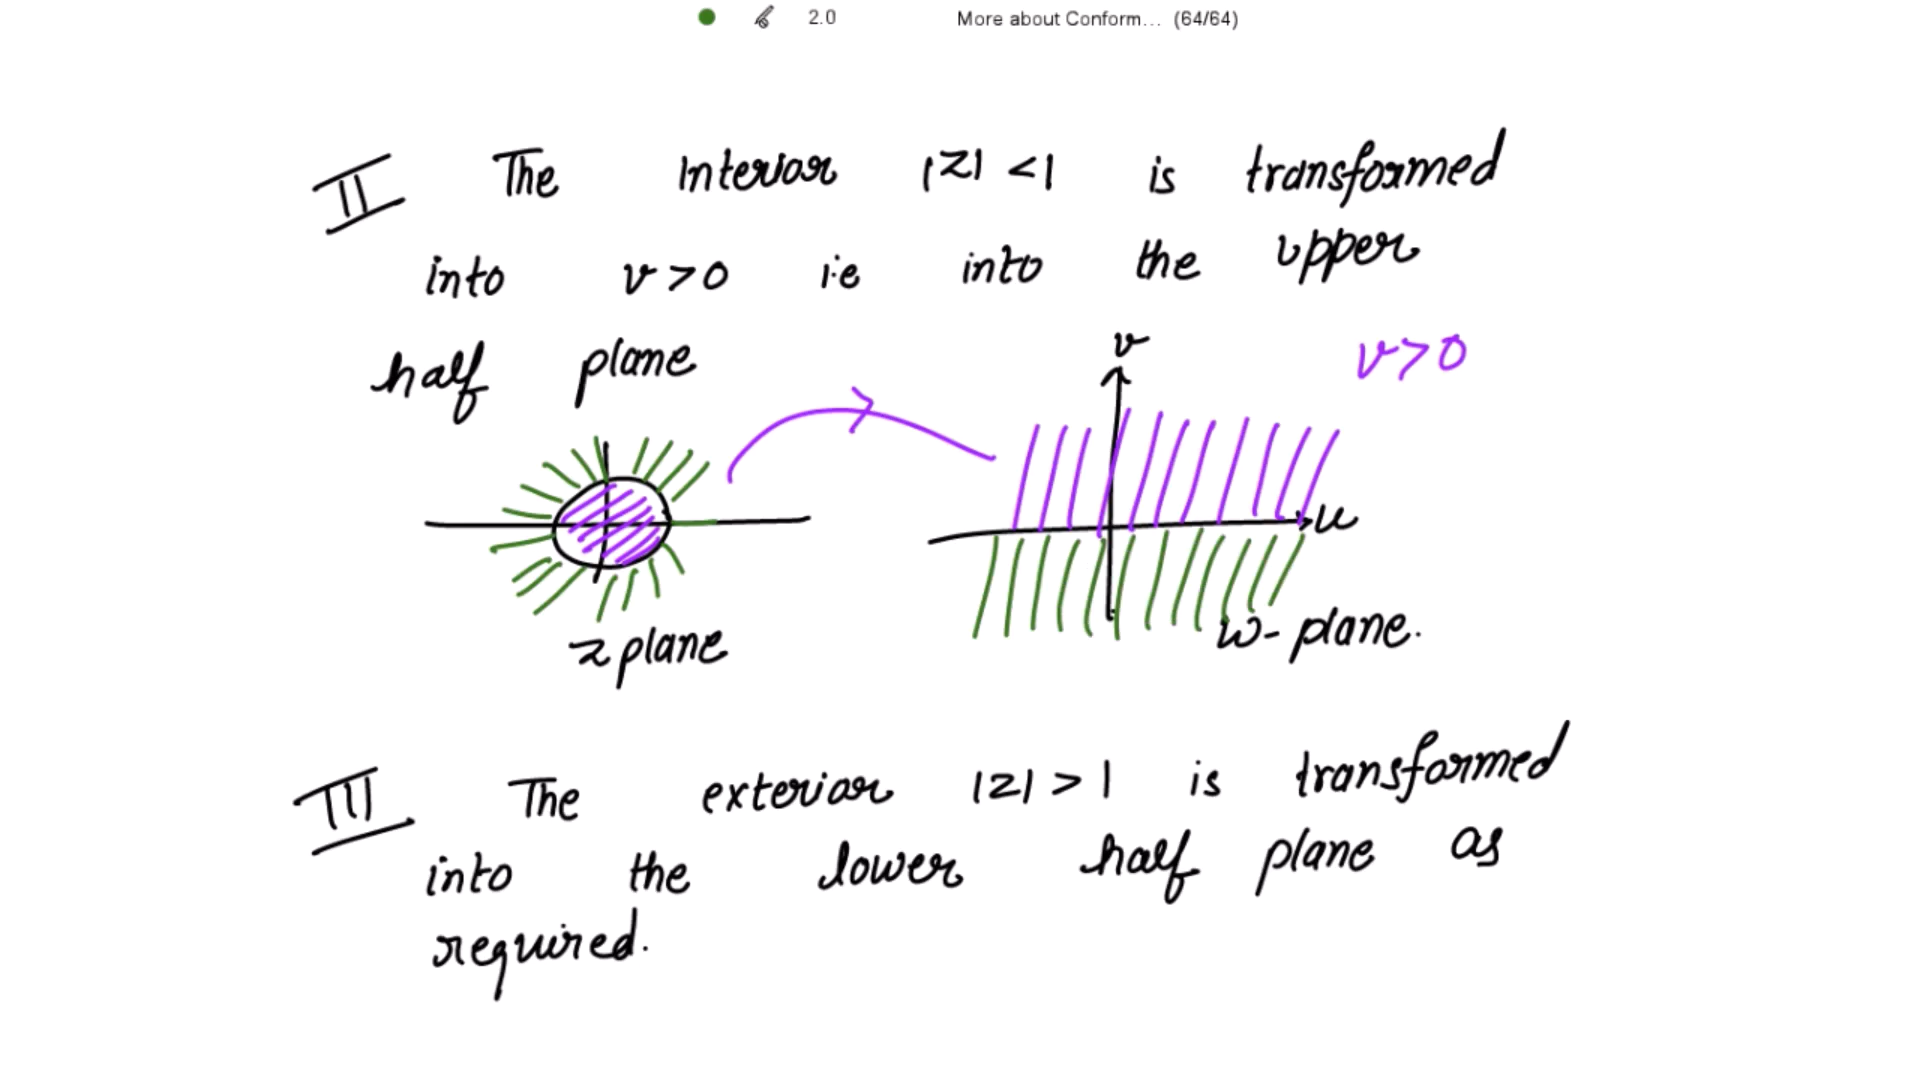 2.0 More about Conform... (64/64)
II The Interior |z| <1 is transformed
into v>0 i.e into the upper
half plane
v
v>0
u
z plane
w-plane.
III The exterior |z| > 1 is transformed
into the lower half plane as
required.